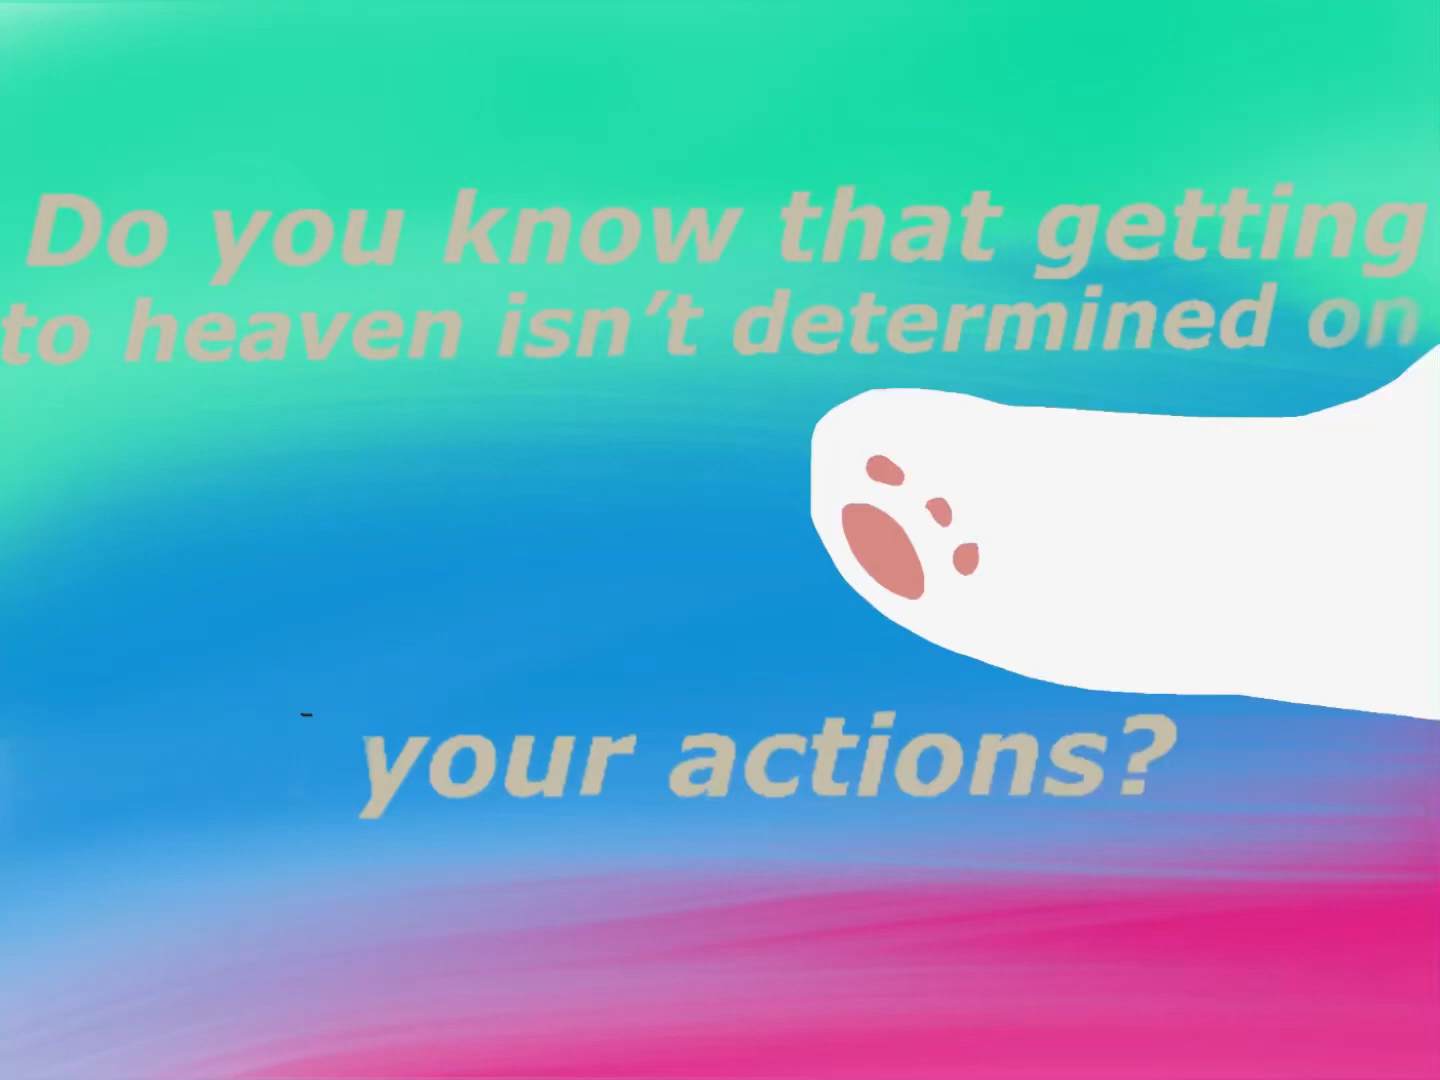 Do you know that getting
to heaven isn't determined on
your actions?